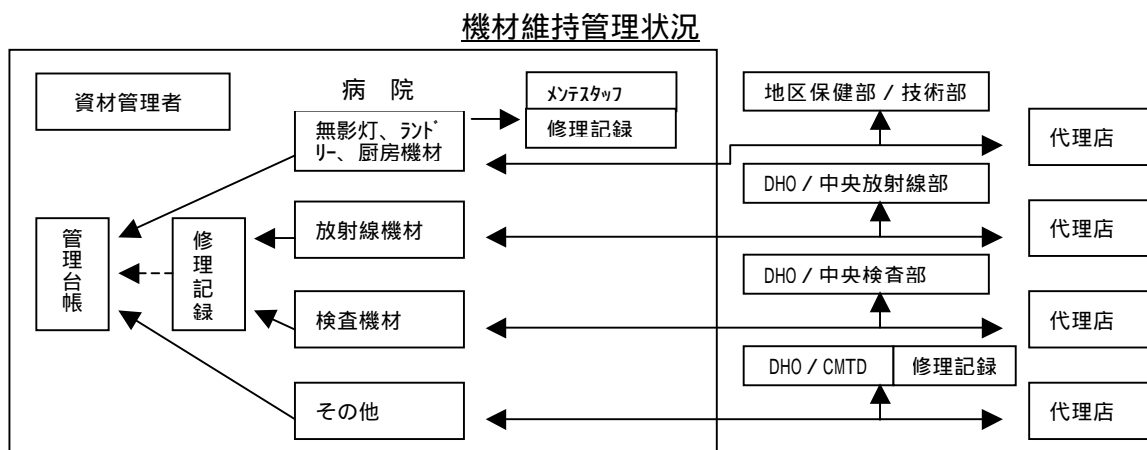 機材維持管理状況
資材管理者
病　院
メンテスタッフ
修理記録
地区保健部 / 技術部
代理店
無影灯、ランド
リー、厨房機材
DHO / 中央放射線部
管理台帳
修理記録
放射線機材
代理店
DHO / 中央検査部
検査機材
代理店
DHO / CMTD
修理記録
その他
代理店